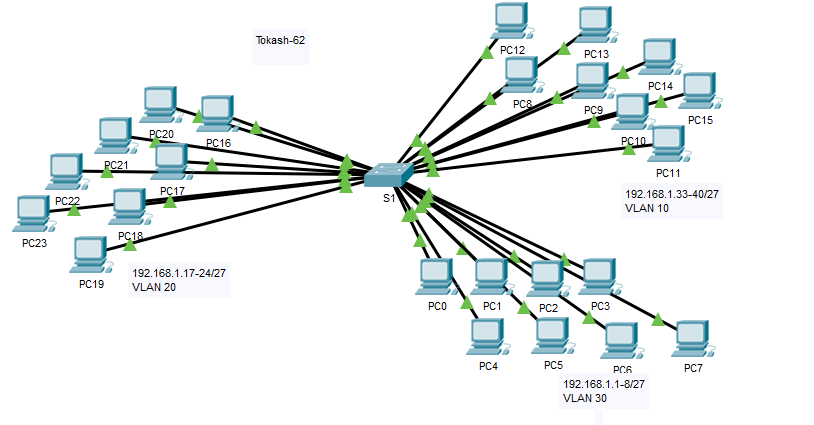 Tokash-62
PC12
PC13
PC14
PC8
PC9
PC15
PC10
PC11
PC20
PC16
PC21
PC17
PC22
PC18
PC23
PC19
S1
192.168.1.33-40/27
VLAN 10
192.168.1.17-24/27
VLAN 20
PC0
PC1
PC2
PC3
PC4
PC5
PC6
PC7
192.168.1.1-8/27
VLAN 30